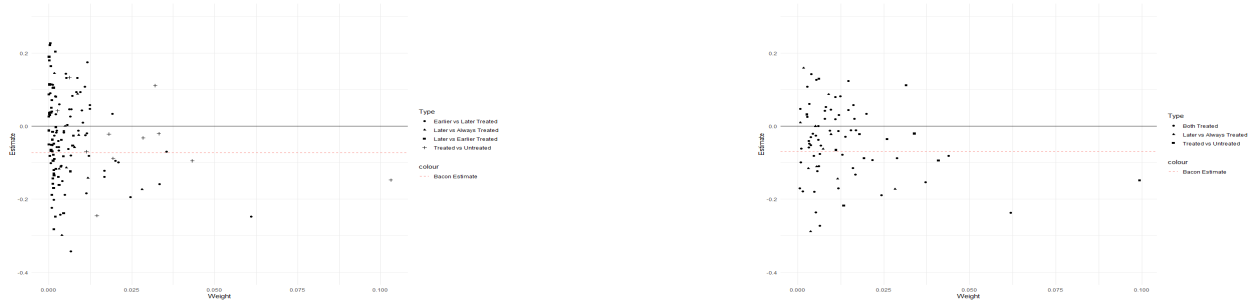 0.2
0.0
-0.2
-0.4
Estimate
0.000
0.025
0.050
0.075
0.100
Weight
Type
Earlier vs Later Treated
Later vs Always Treated
Later vs Earlier Treated
Treated vs Untreated
colour
Bacon Estimate
0.2
0.0
-0.2
-0.4
Estimate
0.000
0.025
0.050
0.075
0.100
Weight
Type
Both Treated
Later vs Always Treated
Treated vs Untreated
colour
Bacon Estimate